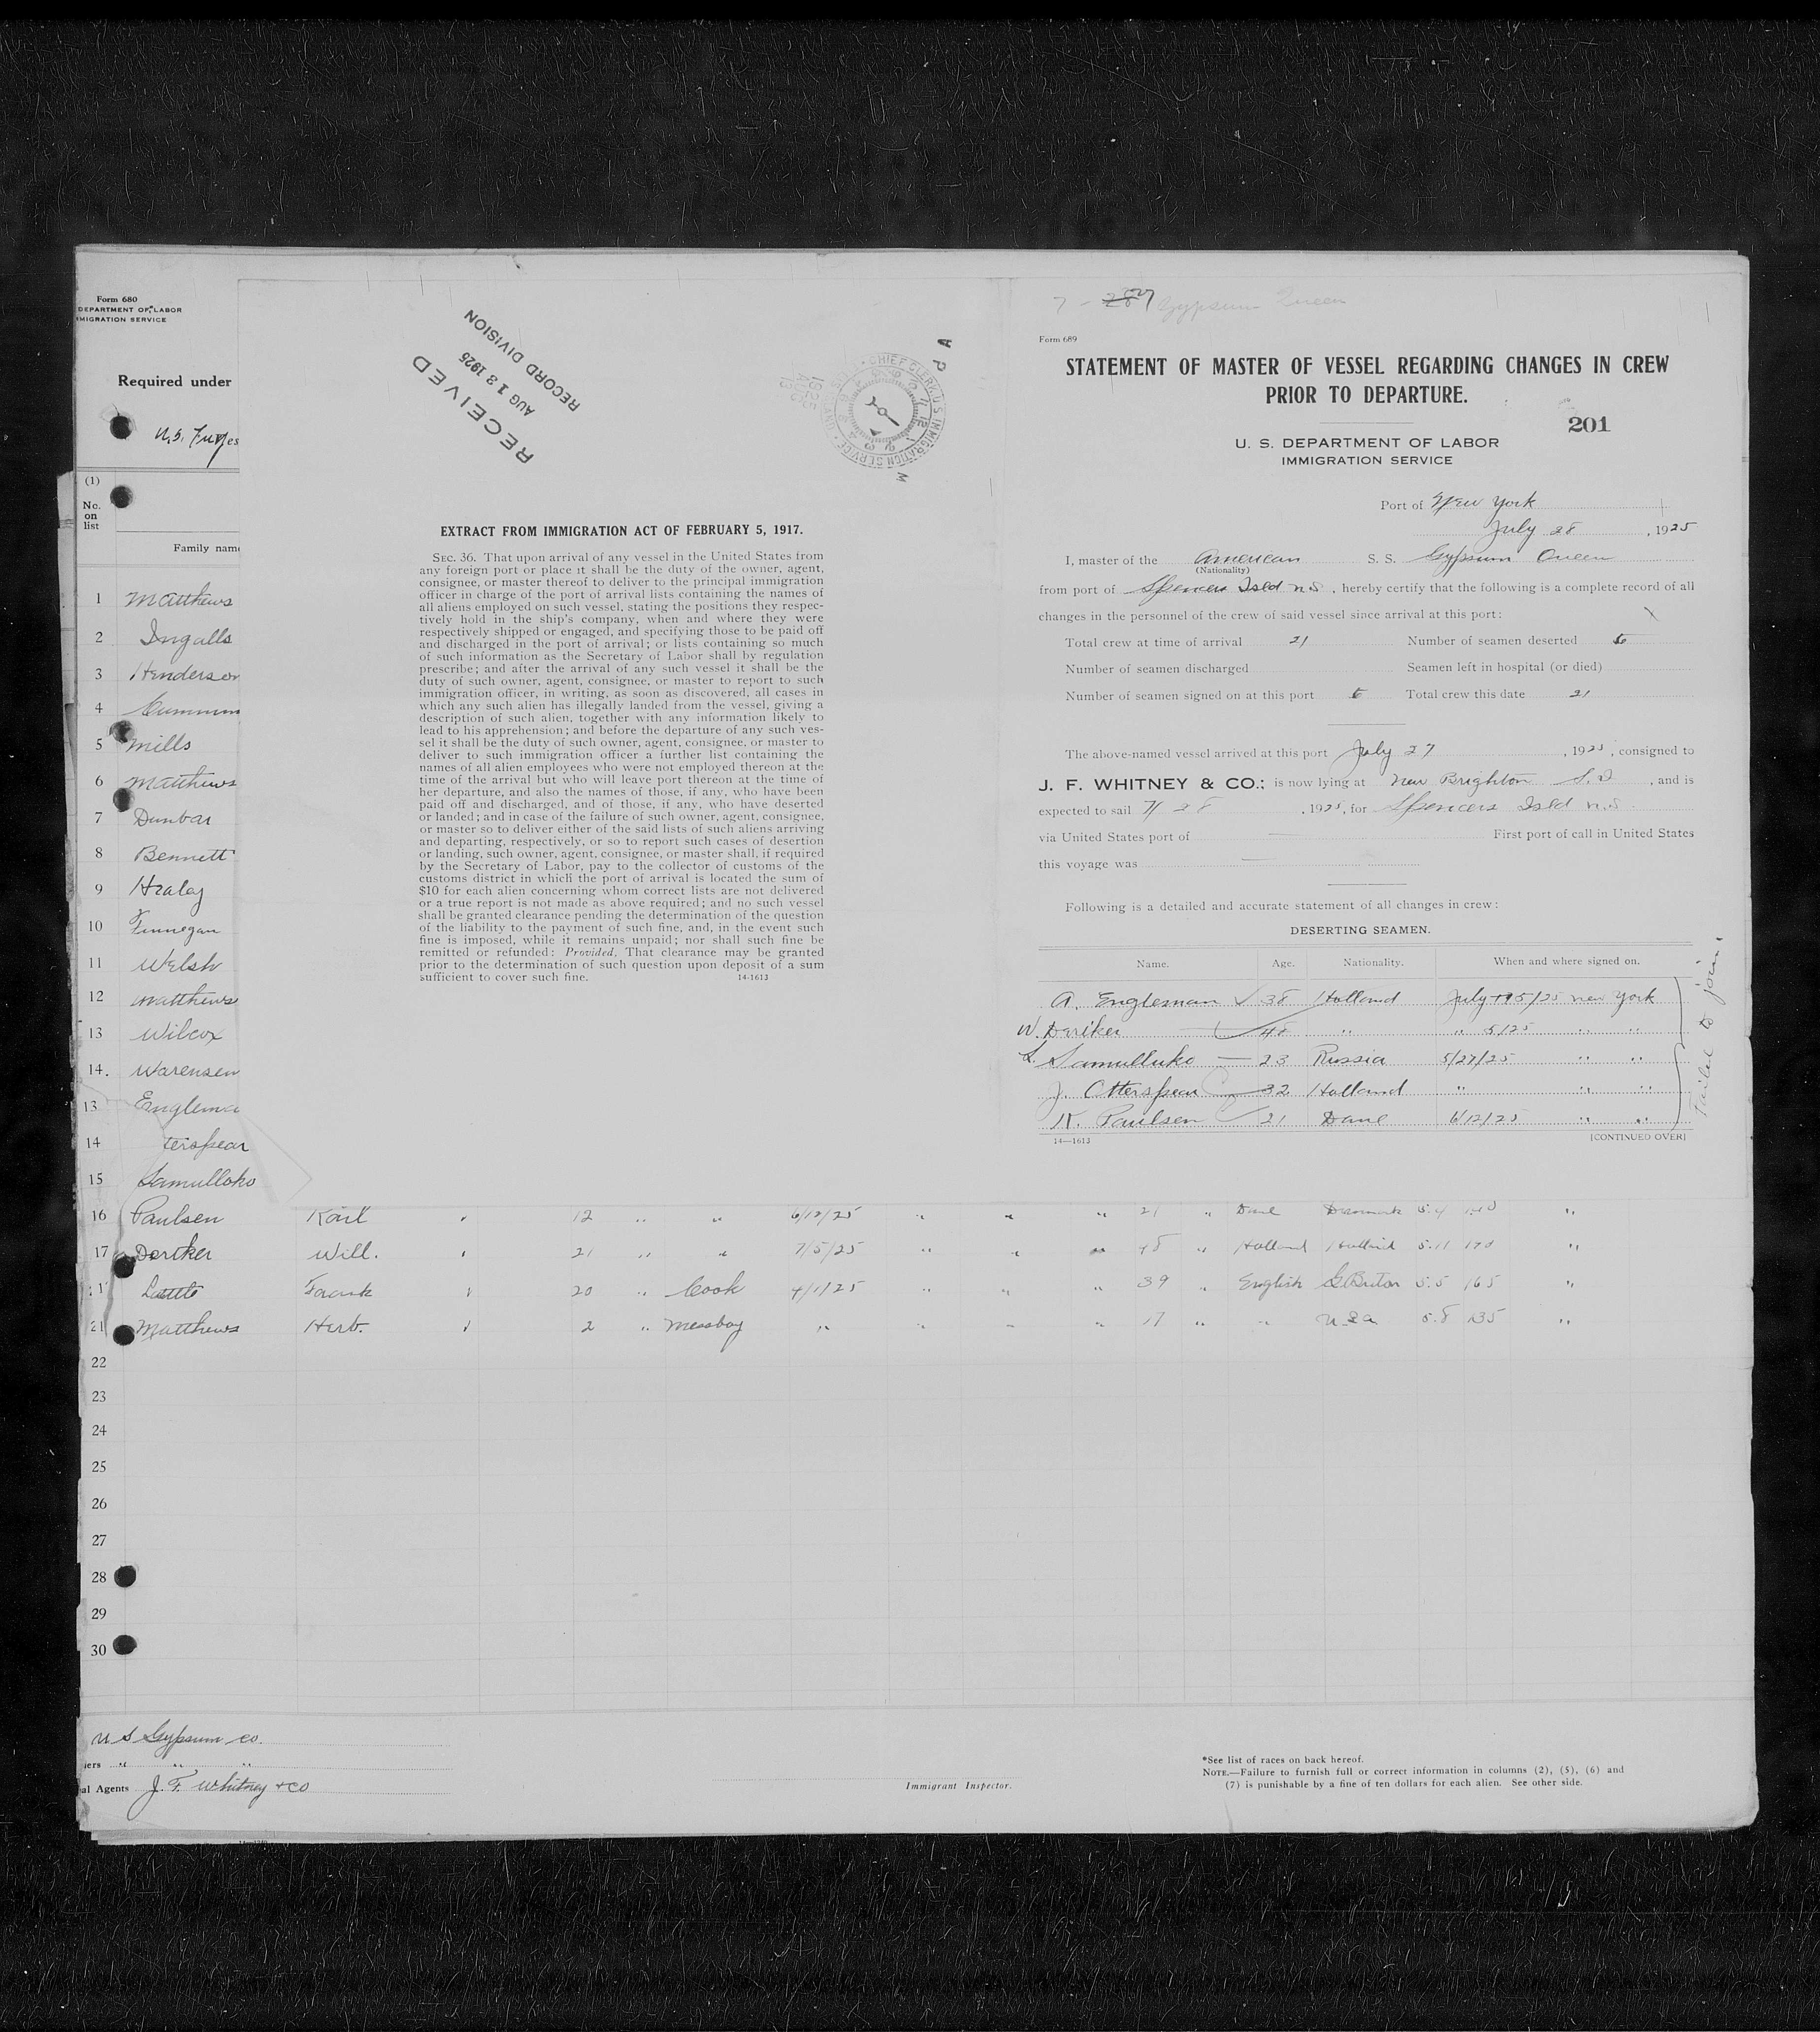 Form 680
DEPARTMENT OF LABOR
MIGRATION SERVICE
Required under
(1)
No.
on
list
Family name
1 Matthews
2 Ingalls
3 Henderson
4 Cummin
5 Mills
6 Matthews
7 Dunbar
8 Bennett
9 Healey
10 Finnegan
11 Welsh
12 Matthews
13 Wilcox
14. Warensen
13 Englema
14 terspear
15 Samulloko
16 Paulsen Karl " 12 " " 6/12/25 " " " 21 " Dane Denmark 5.4 140 "
17 Doriker Will. " 21 " " 7/5/25 " " " 48 " Holland Holland 5.11 170 "
Frank " 20 " Cook 4/1/25 " " " 39 " English G Briton 5.5 165 "
21 Matthews Herb. " 2 " Messboy " " " " 17 " " U.S.A 5.8 135 "
22
23
24
25
26
27
28
29
30
U S Gypsum Co.
ners " " "
al Agents J. F. Whitney + Co
Immigrant Inspector.
*See list of races on back hereof.
NOTE.—Failure to furnish full or correct information in columns (2), (5), (6) and
(7) is punishable by a fine of ten dollars for each alien. See other side.
RECEIVED
AUG 13 1925
RECORD DIVISION
CHIEF CLERK, U.S. IMMIGRATION SERVICE
1925
AUG
13
A
P
M
EXTRACT FROM IMMIGRATION ACT OF FEBRUARY 5, 1917.
SEC. 36. That upon arrival of any vessel in the United States from
any foreign port or place it shall be the duty of the owner, agent,
consignee, or master thereof to deliver to the principal immigration
officer in charge of the port of arrival lists containing the names of
all aliens employed on such vessel, stating the positions they respec-
tively hold in the ship's company, when and where they were
respectively shipped or engaged, and specifying those to be paid off
and discharged in the port of arrival; or lists containing so much
of such information as the Secretary of Labor shall by regulation
prescribe; and after the arrival of any such vessel it shall be the
duty of such owner, agent, consignee, or master to report to such
immigration officer, in writing, as soon as discovered, all cases in
which any such alien has illegally landed from the vessel, giving a
description of such alien, together with any information likely to
lead to his apprehension; and before the departure of any such ves-
sel it shall be the duty of such owner, agent, consignee, or master to
deliver to such immigration officer a further list containing the
names of all alien employees who were not employed thereon at the
time of the arrival but who will leave port thereon at the time of
her departure, and also the names of those, if any, who have been
paid off and discharged, and of those, if any, who have deserted
or landed; and in case of the failure of such owner, agent, consignee,
or master so to deliver either of the said lists of such aliens arriving
and departing, respectively, or so to report such cases of desertion
or landing, such owner, agent, consignee, or master shall, if required
by the Secretary of Labor, pay to the collector of customs of the
customs district in which the port of arrival is located the sum of
$10 for each alien concerning whom correct lists are not delivered
or a true report is not made as above required; and no such vessel
shall be granted clearance pending the determination of the question
of the liability to the payment of such fine, and, in the event such
fine is imposed, while it remains unpaid; nor shall such fine be
remitted or refunded: Provided, That clearance may be granted
prior to the determination of such question upon deposit of a sum
sufficient to cover such fine. 14-1613
Gypsum Queen
Form 689
STATEMENT OF MASTER OF VESSEL REGARDING CHANGES IN CREW
PRIOR TO DEPARTURE.
201
U. S. DEPARTMENT OF LABOR
IMMIGRATION SERVICE
Port of New York
July 28, 1925
I, master of the American S. S. Gypsum Queen
(Nationality)
from port of Spencers Isld N.S., hereby certify that the following is a complete record of all
changes in the personnel of the crew of said vessel since arrival at this port:
Total crew at time of arrival 21 Number of seamen deserted
Number of seamen discharged Seamen left in hospital (or died)
Number of seamen signed on at this port Total crew this date 21
The above-named vessel arrived at this port July 27, 1925, consigned to
J. F. WHITNEY & CO.; is now lying at New Brighton S.I, and is
expected to sail 7/28, 1925, for Spencers Isld N.S.
via United States port of First port of call in United States
this voyage was
Following is a detailed and accurate statement of all changes in crew:
DESERTING SEAMEN.
Name. Age. Nationality. When and where signed on.
A. Engleman 38 Holland July 5/25 New York
W. Doriker 48 " " 5/25 " "
S. Samulluko 23 Russia 5/27/25 " "
J. Otterspear 32 Holland " " "
K. Paulsen 21 Dane 6/12/25 " "
Failed to join.
14—1613 [CONTINUED OVER]